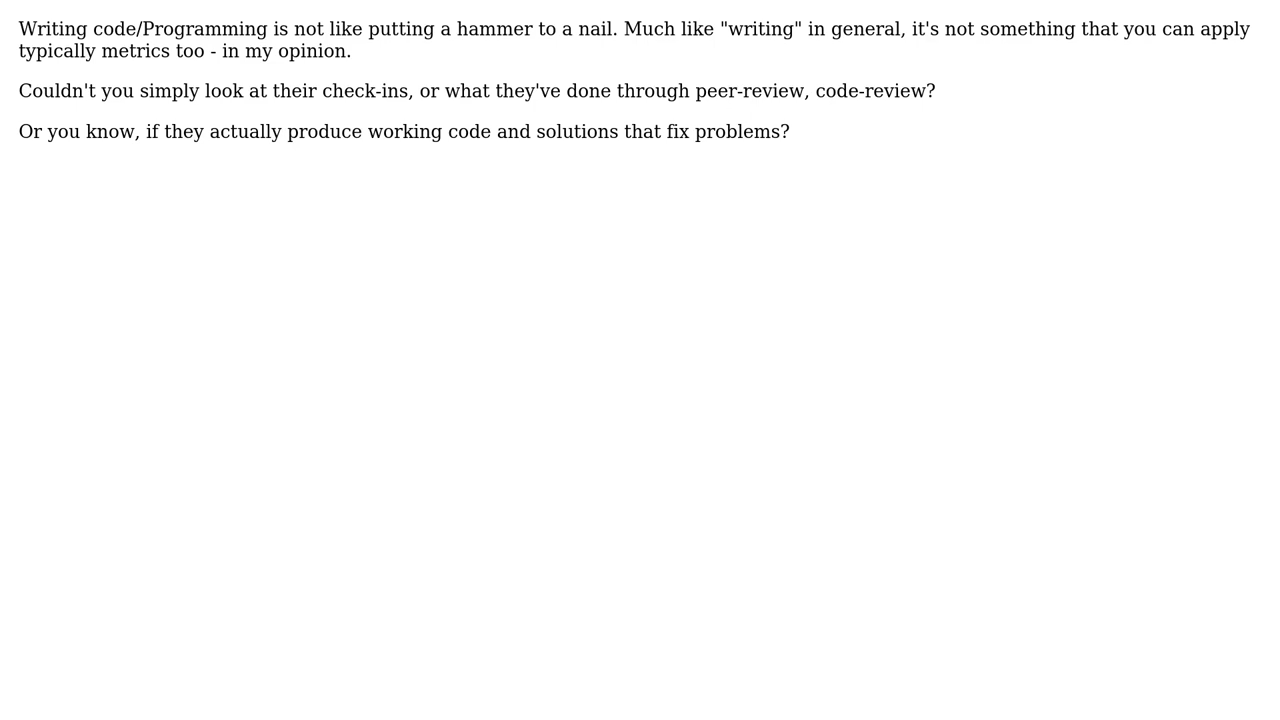 Writing code/Programming is not like putting a hammer to a nail. Much like "writing" in general, it's not something that you can apply
typically metrics too - in my opinion.
Couldn't you simply look at their check-ins, or what they've done through peer-review, code-review?
Or you know, if they actually produce working code and solutions that fix problems?